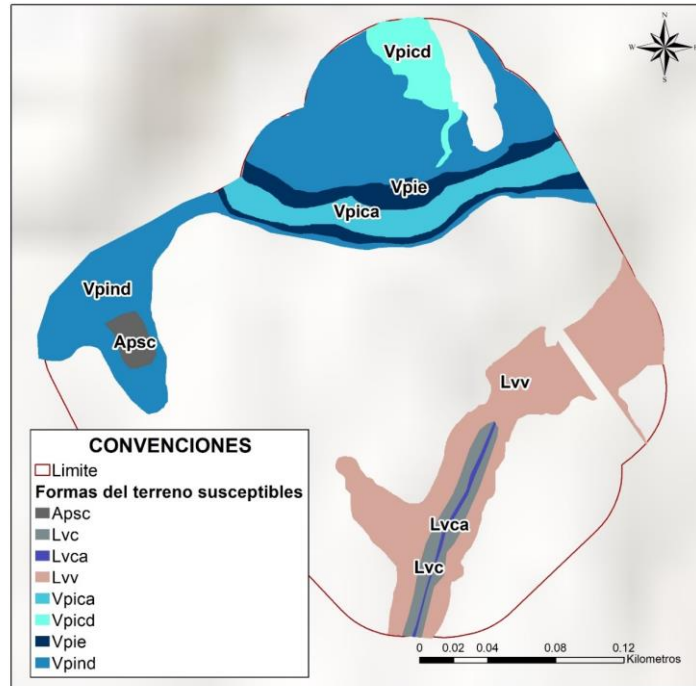 Vpicd
N
W
E
S
Vpie
Vpica
Vpind
Apsc
Lvv
Lvca
Lvc
CONVENCIONES
Limite
Formas del terreno susceptibles
Apsc
Lvc
Lvca
Lvv
Vpica
Vpicd
Vpie
Vpind
0 0.02 0.04 0.08 0.12
Kilometros